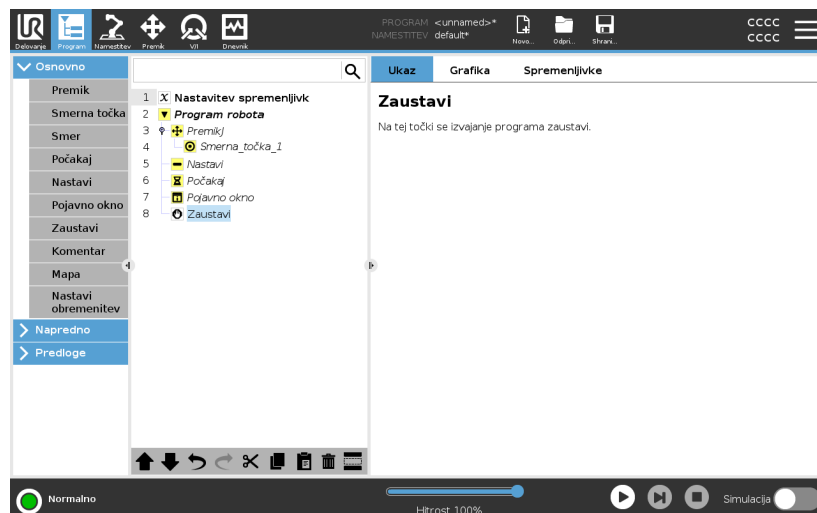 UR
Delovanje Program Namestitev Premik V/I Dnevnik
PROGRAM <unnamed>*
NAMESTITEV default*
Novo... Odpri... Shrani...
CCCC
CCCC
Osnovno
Premik
Smerna točka
Smer
Počakaj
Nastavi
Pojavno okno
Zaustavi
Komentar
Mapa
Nastavi
obremenitev
Napredno
Predloge
1 X Nastavitev spremenljivk
2 Program robota
3 PremikJ
4 Smerna_točka_1
5 Nastavi
6 Počakaj
7 Pojavno okno
8 Zaustavi
Ukaz Grafika Spremenljivke
Zaustavi
Na tej točki se izvajanje programa zaustavi.
Normalno
Hitrost 100%
Simulacija